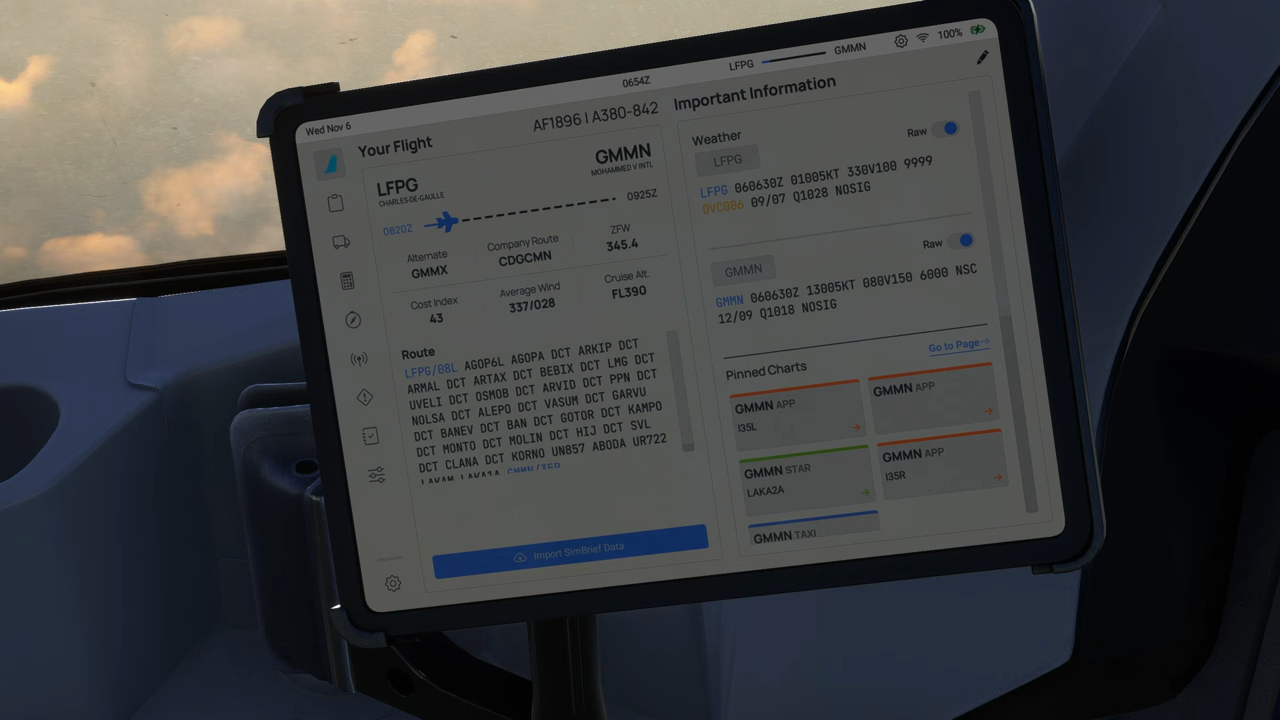 Wed Nov 6
0654Z
LFPG
GMMN
100%
Your Flight
AF1896 | A380-842
LFPG
CHARLES-DE-GAULLE
GMMN
MOHAMMED V INTL
0620Z
0925Z
Alternate
GMMX
Company Route
CDGCMN
ZFW
345.4
Cost Index
43
Average Wind
337/028
Cruise Alt.
FL390
Route
LFPG/08L AGOP6L AGOPA DCT ARKIP DCT
ARMAL DCT ARTAX DCT BEBIX DCT LMG DCT
UVELI DCT OSMOB DCT ARVID DCT PPN DCT
NOLSA DCT ALEPO DCT VASUM DCT GARVU
DCT BANEV DCT BAN DCT GOTOR DCT KAMPO
DCT MONTO DCT MOLIN DCT HIJ DCT SVL
DCT CLANA DCT KORNO UN857 ABODA UR722
LAKAM LAKA2A
Import SimBrief Data
Important Information
Weather
Raw
LFPG
LFPG 060630Z 01005KT 330V100 9999
OVC006 09/07 Q1028 NOSIG
Raw
GMMN
GMMN 060630Z 13005KT 080V150 6000 NSC
12/09 Q1018 NOSIG
Pinned Charts
Go to Page
GMMN APP
I35L
GMMN APP
GMMN STAR
LAKA2A
GMMN APP
I35R
GMMN TAXI